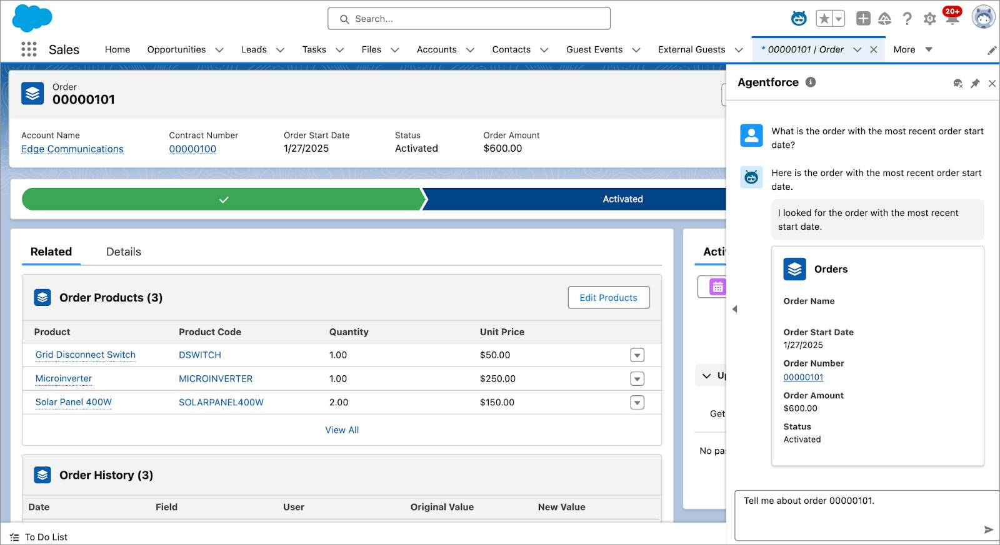 Search...
20+
Sales
Home
Opportunities
Leads
Tasks
Files
Accounts
Contacts
Guest Events
External Guests
* 00000101 | Order
More
Order
00000101
Account Name
Contract Number
Order Start Date
Status
Order Amount
Edge Communications
00000100
1/27/2025
Activated
$600.00
Activated
Related
Details
Order Products (3)
Edit Products
Product
Product Code
Quantity
Unit Price
Grid Disconnect Switch
DSWITCH
1.00
$50.00
Microinverter
MICROINVERTER
1.00
$250.00
Solar Panel 400W
SOLARPANEL400W
2.00
$150.00
View All
Order History (3)
Date
Field
User
Original Value
New Value
To Do List
Get
Agentforce
What is the order with the most recent order start
date?
Here is the order with the most recent order start
date.
I looked for the order with the most recent
start date.
Orders
Order Name
Order Start Date
1/27/2025
Order Number
00000101
Order Amount
$600.00
Status
Activated
Tell me about order 00000101.